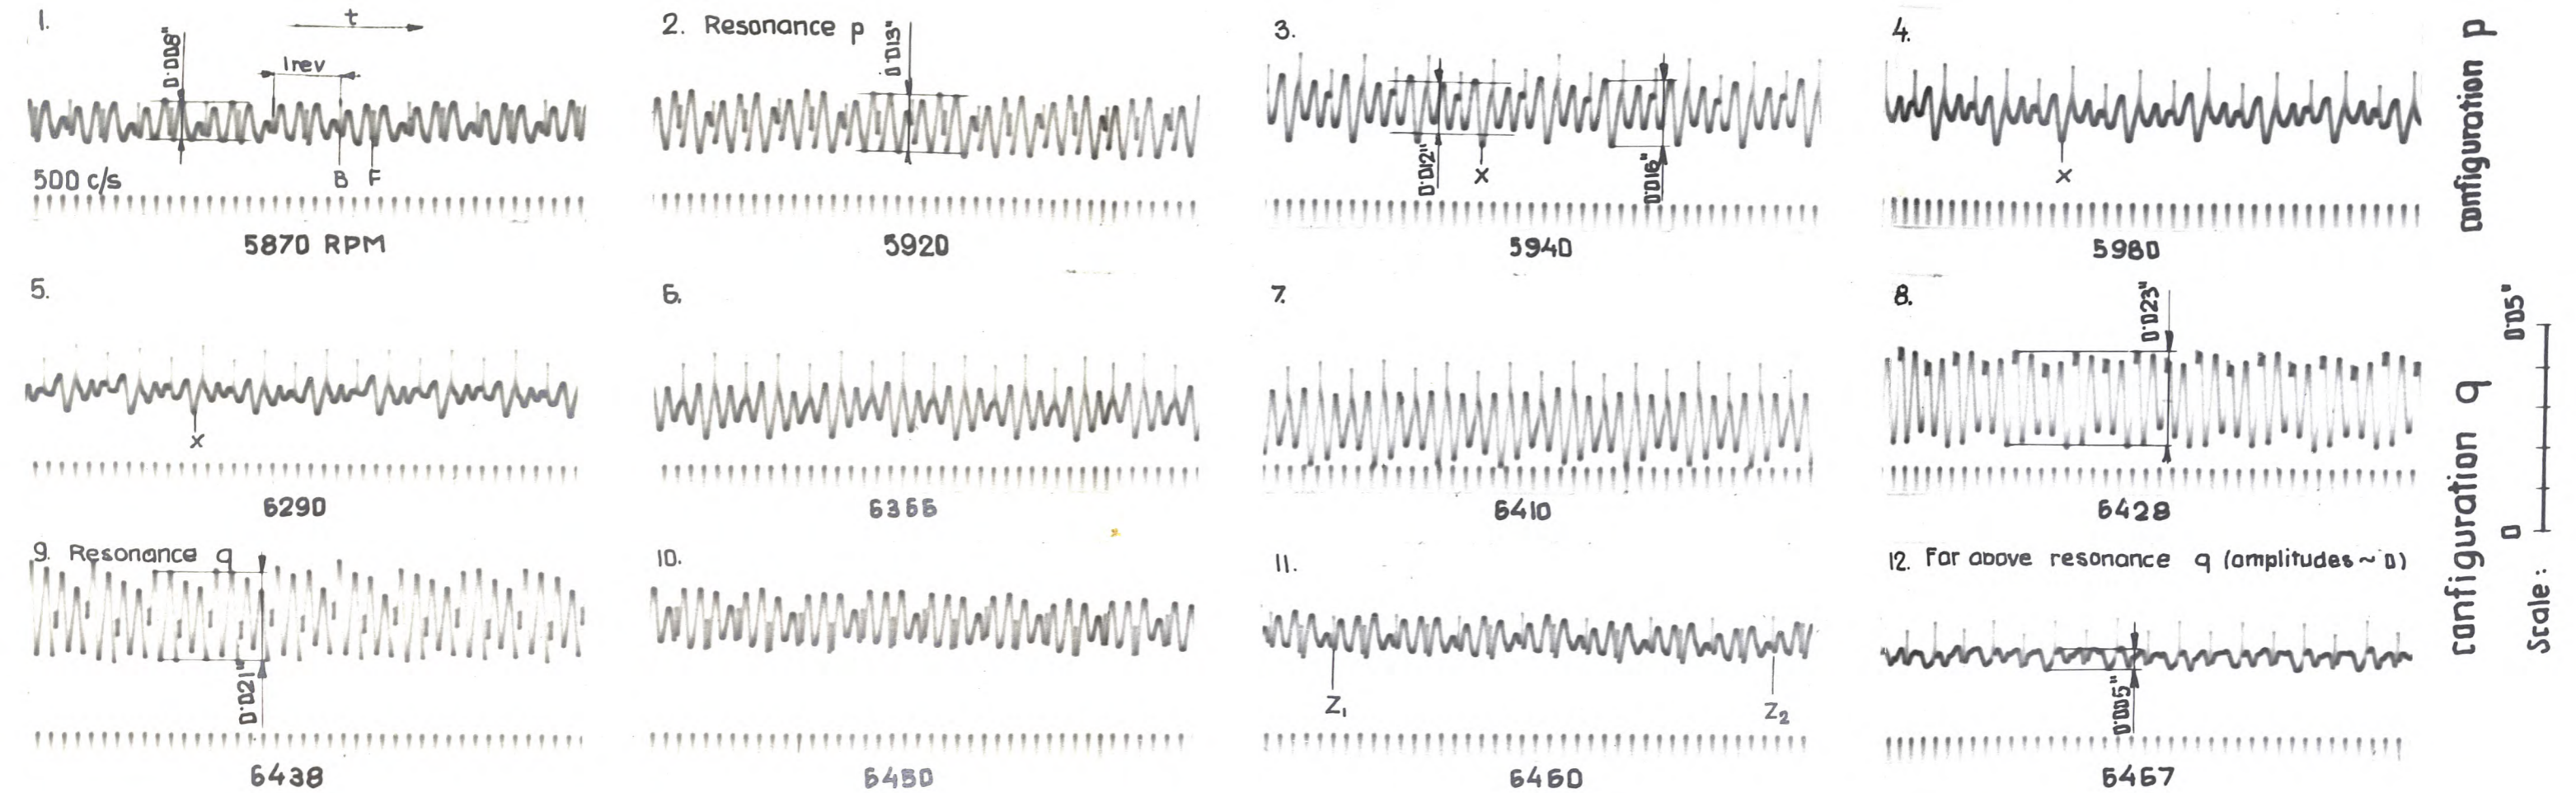 1.
t
0·008"
1rev
500 c/s
B F
5870 RPM
2. Resonance p
0·013"
5920
3.
0·012"
x
0·016"
5940
4.
x
5980
configuration p
5.
x
6290
6.
6366
7.
6410
8.
0·023"
6428
9. Resonance q
0·021"
6438
10.
6450
11.
Z₁
Z₂
6460
12. Far above resonance q (amplitudes ~ 0)
0·005"
6467
configuration q
Scale: 0 0·05"